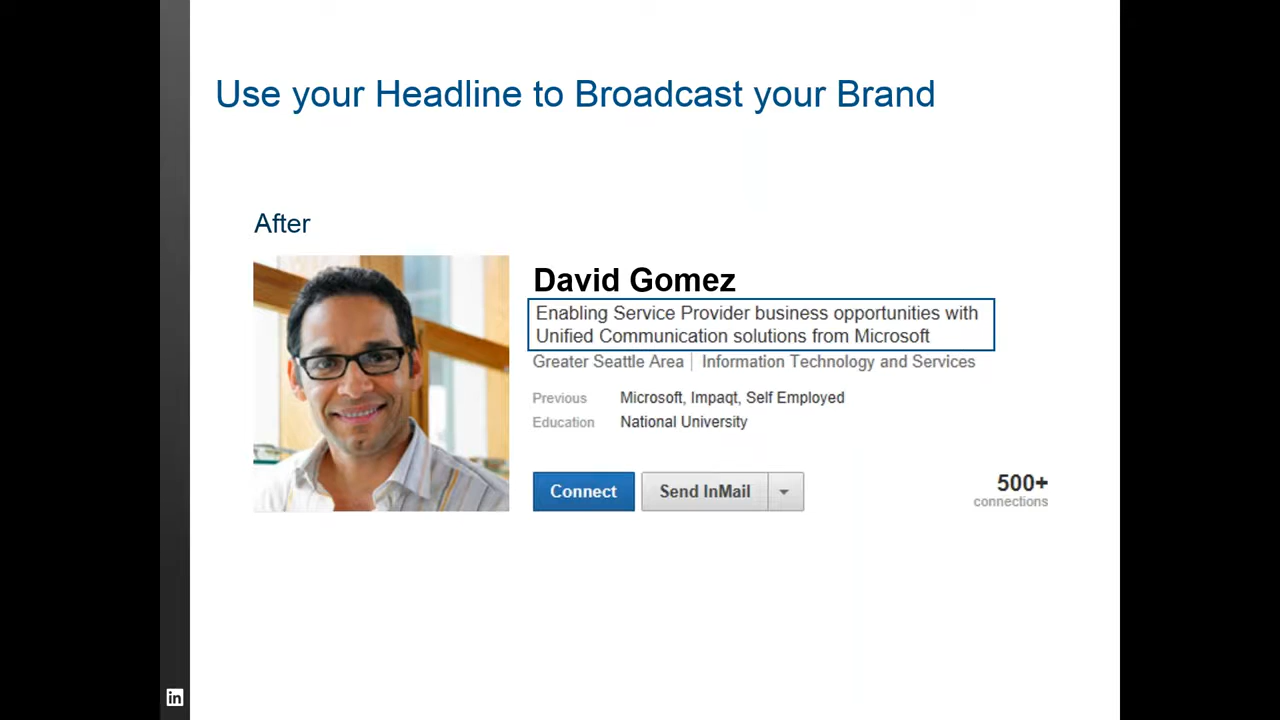 Use your Headline to Broadcast your Brand
After
David Gomez
Enabling Service Provider business opportunities with
Unified Communication solutions from Microsoft
Greater Seattle Area | Information Technology and Services
Previous Microsoft, Impaqt, Self Employed
Education National University
Connect Send InMail 500+
connections
in